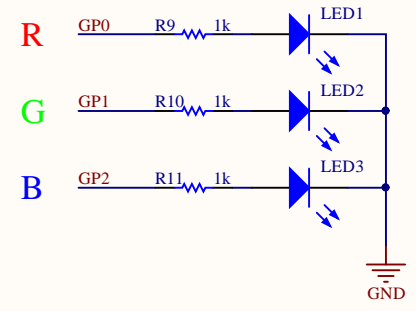 LED1
R GP0 R9 1k
LED2
G GP1 R10 1k
LED3
B GP2 R11 1k
GND